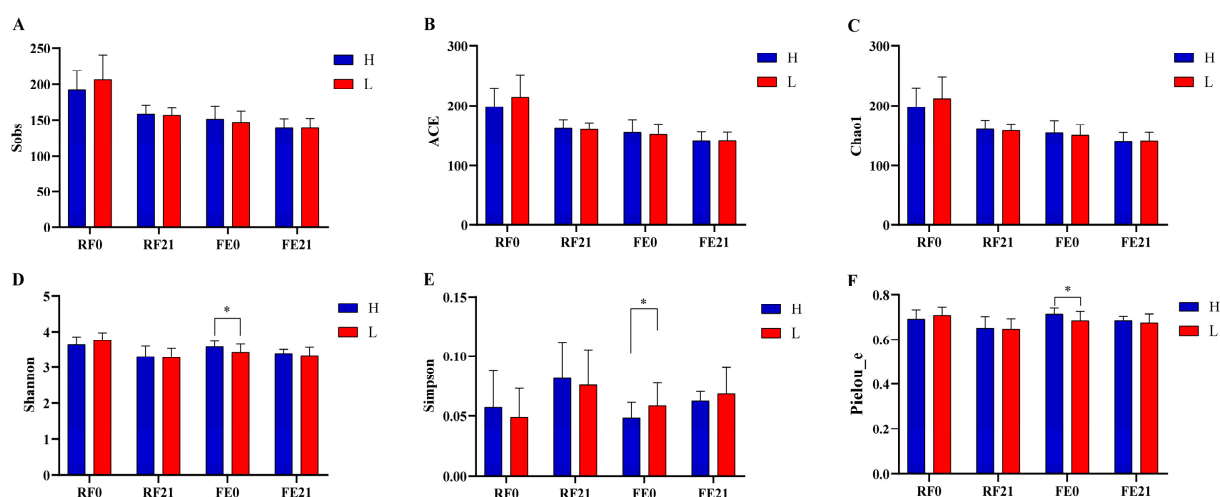 A
Sobs
250
200
150
100
50
0
RF0 RF21 FE0 FE21
H
L
B
ACE
300
200
100
0
RF0 RF21 FE0 FE21
H
L
C
Chao1
300
200
100
0
RF0 RF21 FE0 FE21
H
L
D
Shannon
5
4
3
2
1
0
*
RF0 RF21 FE0 FE21
H
L
E
Simpson
0.15
0.10
0.05
0.00
*
RF0 RF21 FE0 FE21
H
L
F
Pielou_e
0.8
0.6
0.4
0.2
0.0
*
RF0 RF21 FE0 FE21
H
L